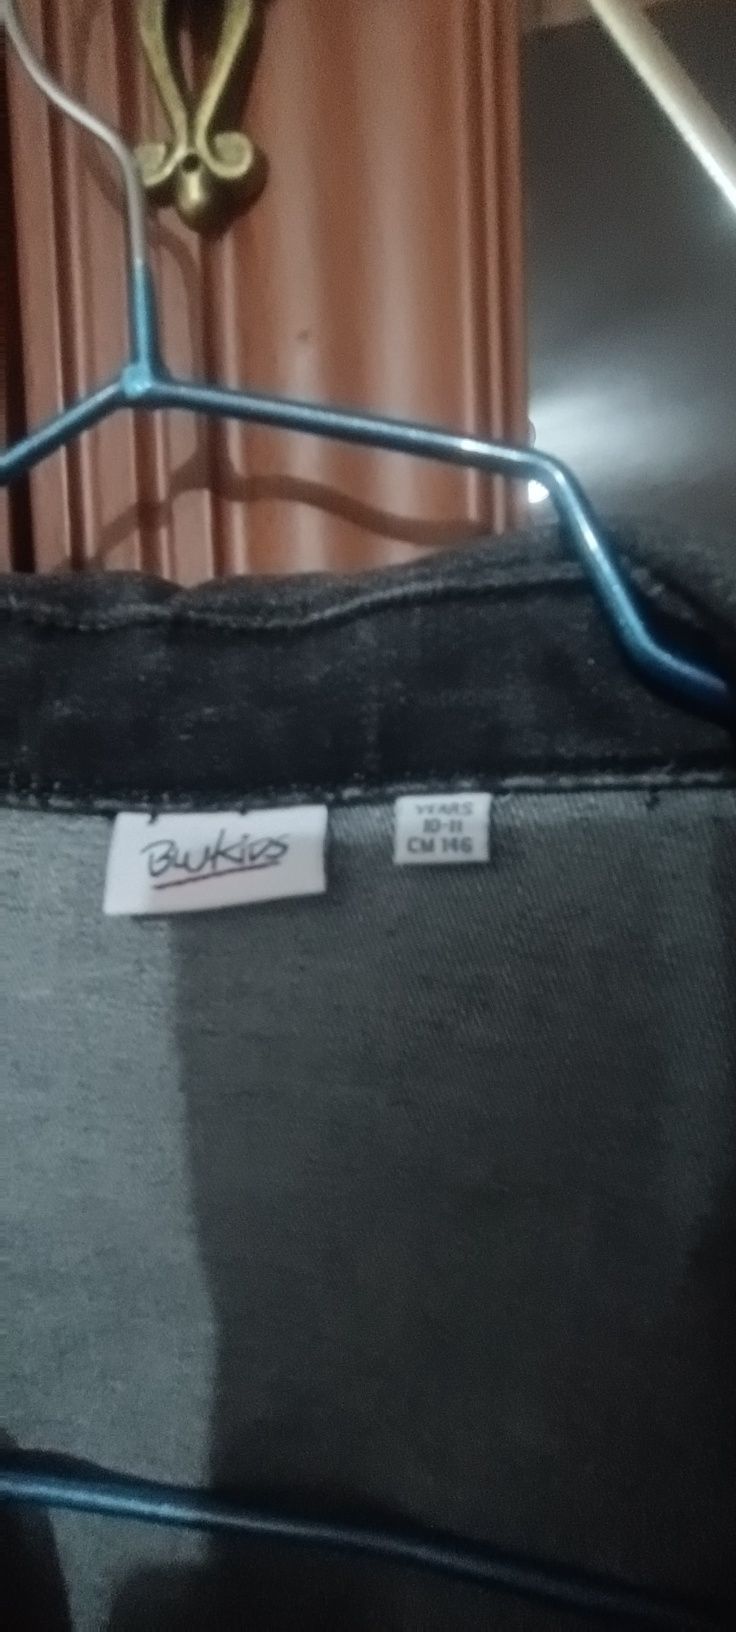 BluKids
YEARS
10-11
CM 146